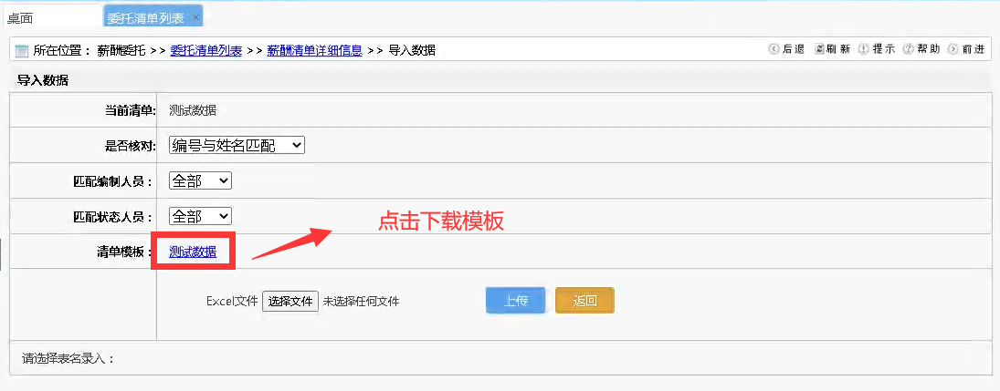 桌面 委托清单列表 ×
所在位置： 薪酬委托 >> 委托清单列表 >> 薪酬清单详细信息 >> 导入数据 后退 刷新 提示 帮助 前进
导入数据
当前清单: 测试数据
是否核对: 编号与姓名匹配
匹配编制人员： 全部
匹配状态人员： 全部
点击下载模板
清单模板： 测试数据
Excel文件 选择文件 未选择任何文件 上传 返回
请选择表名录入：